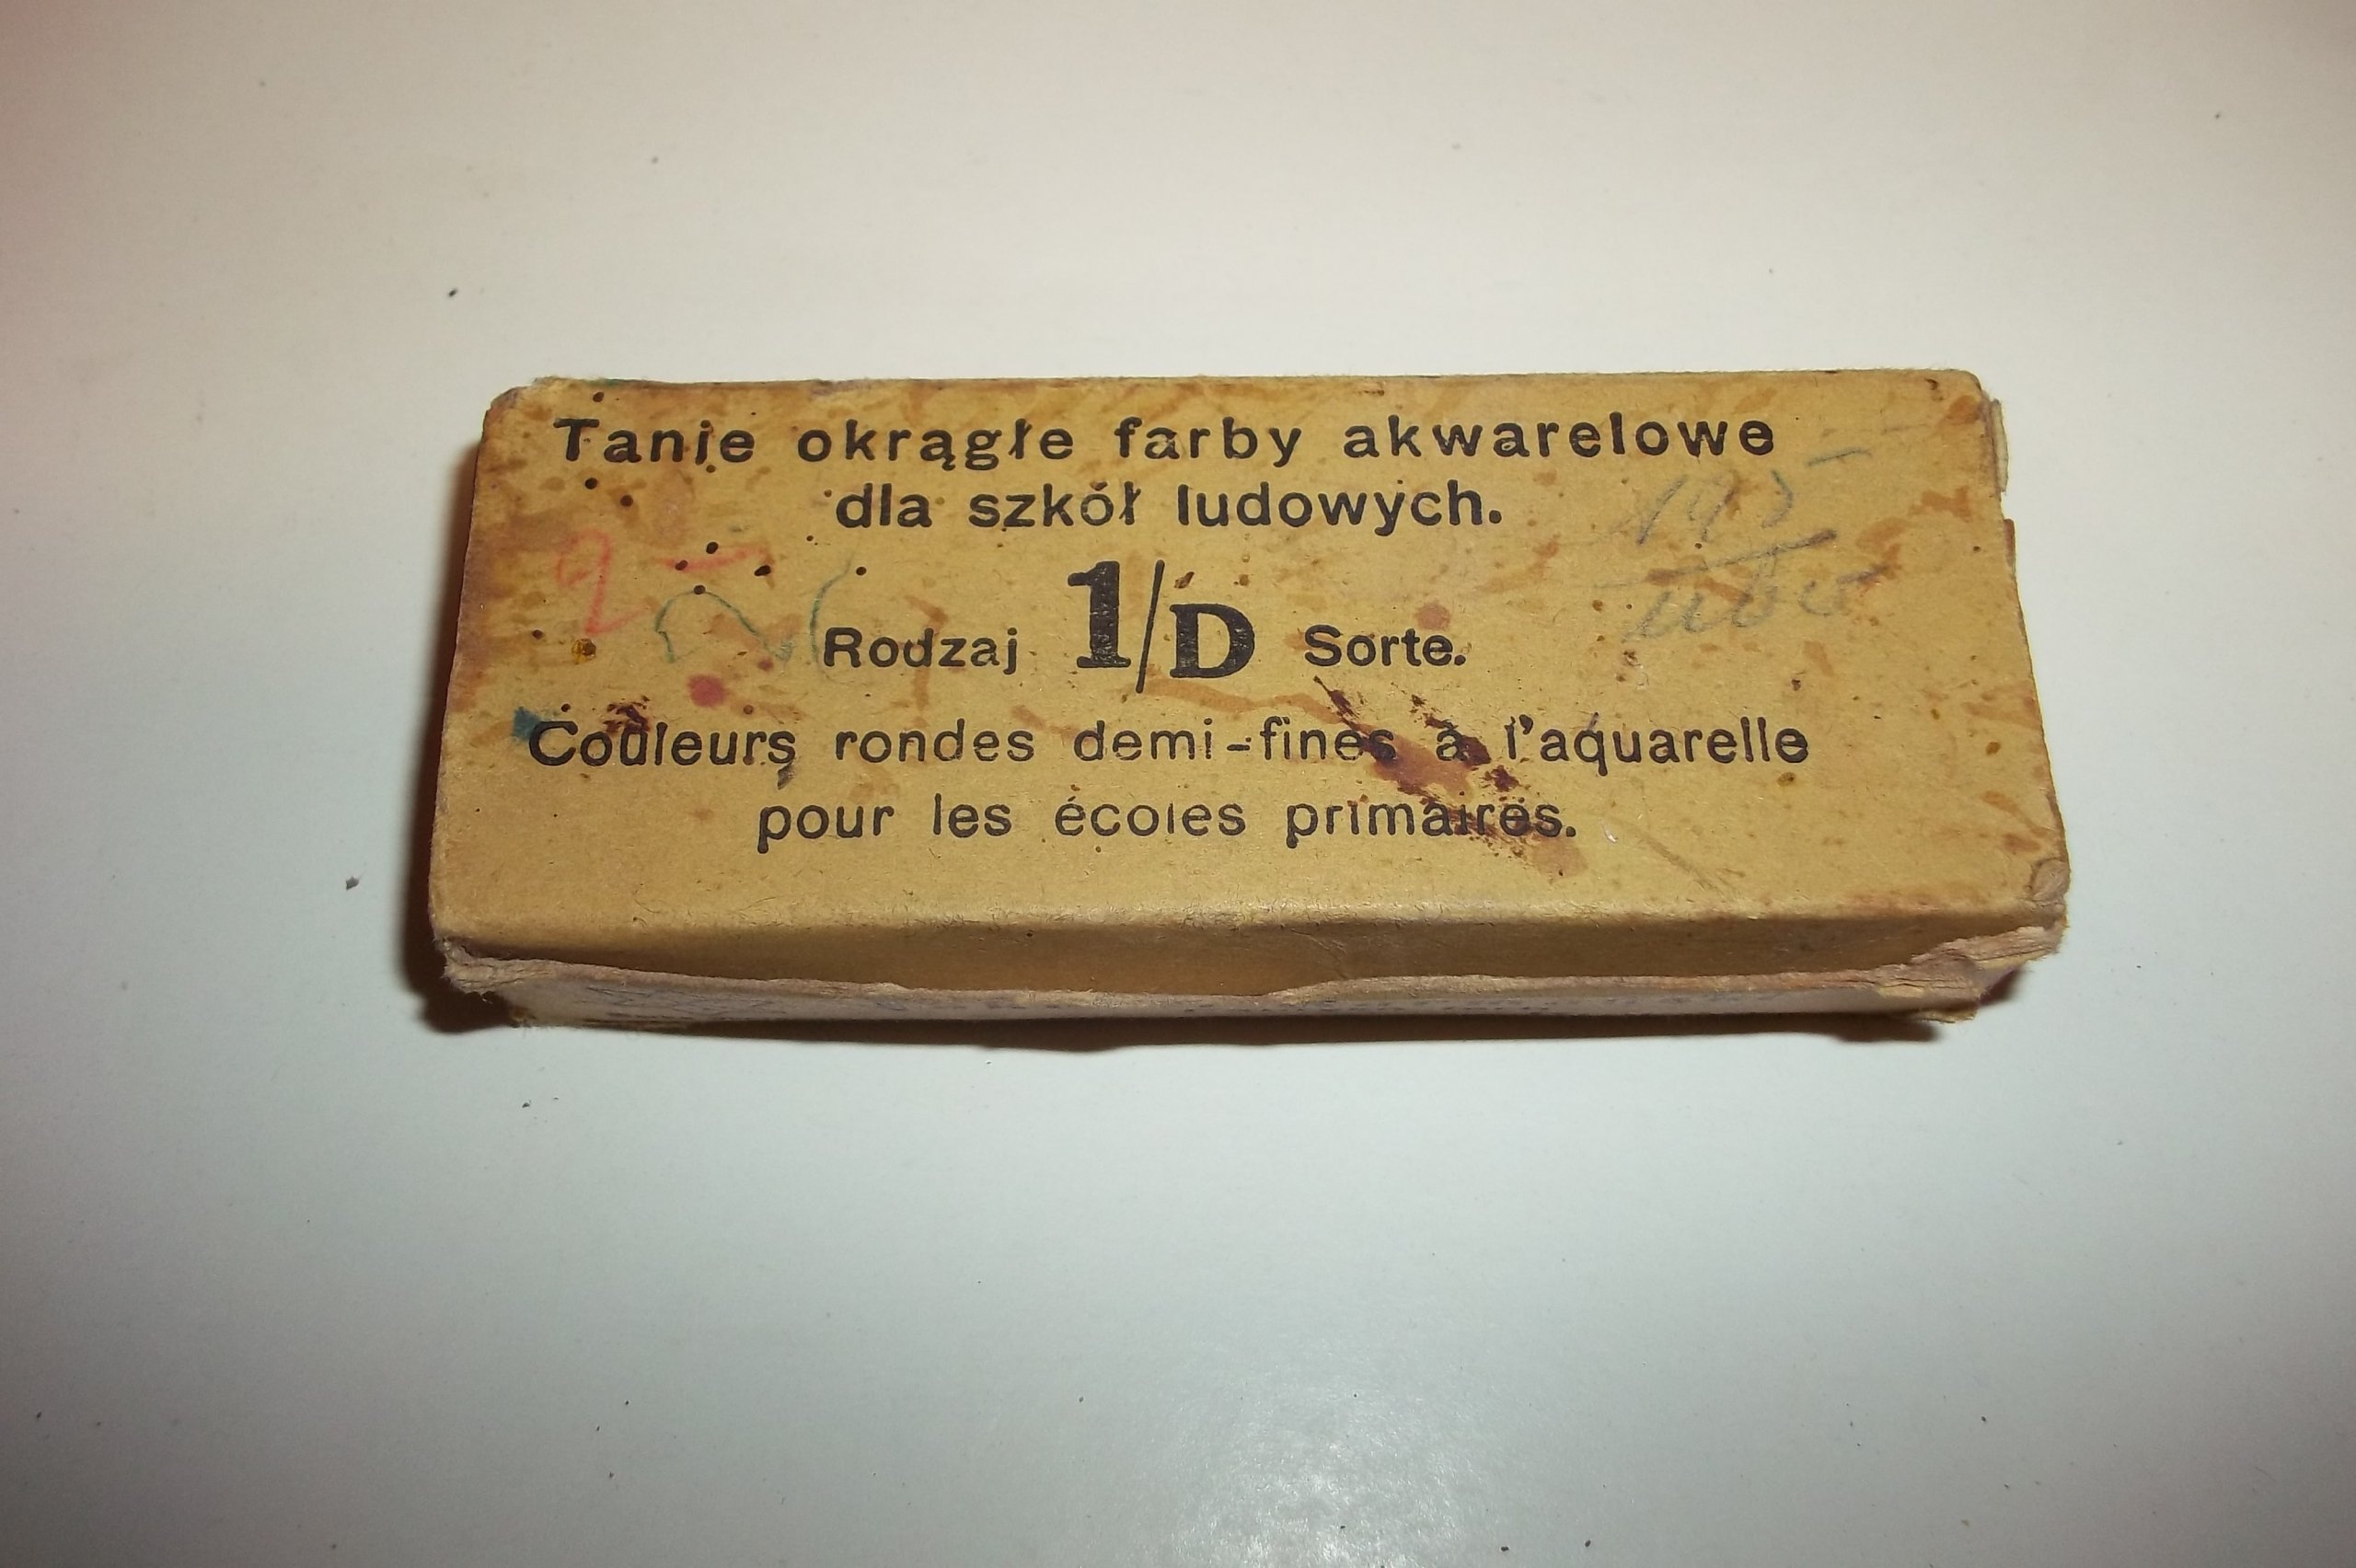 Tanie okrągłe farby akwarelowe
dla szkół ludowych.
Rodzaj 1/D Sorte.
Couleurs rondes demi-fines à l'aquarelle
pour les écoles primaires.